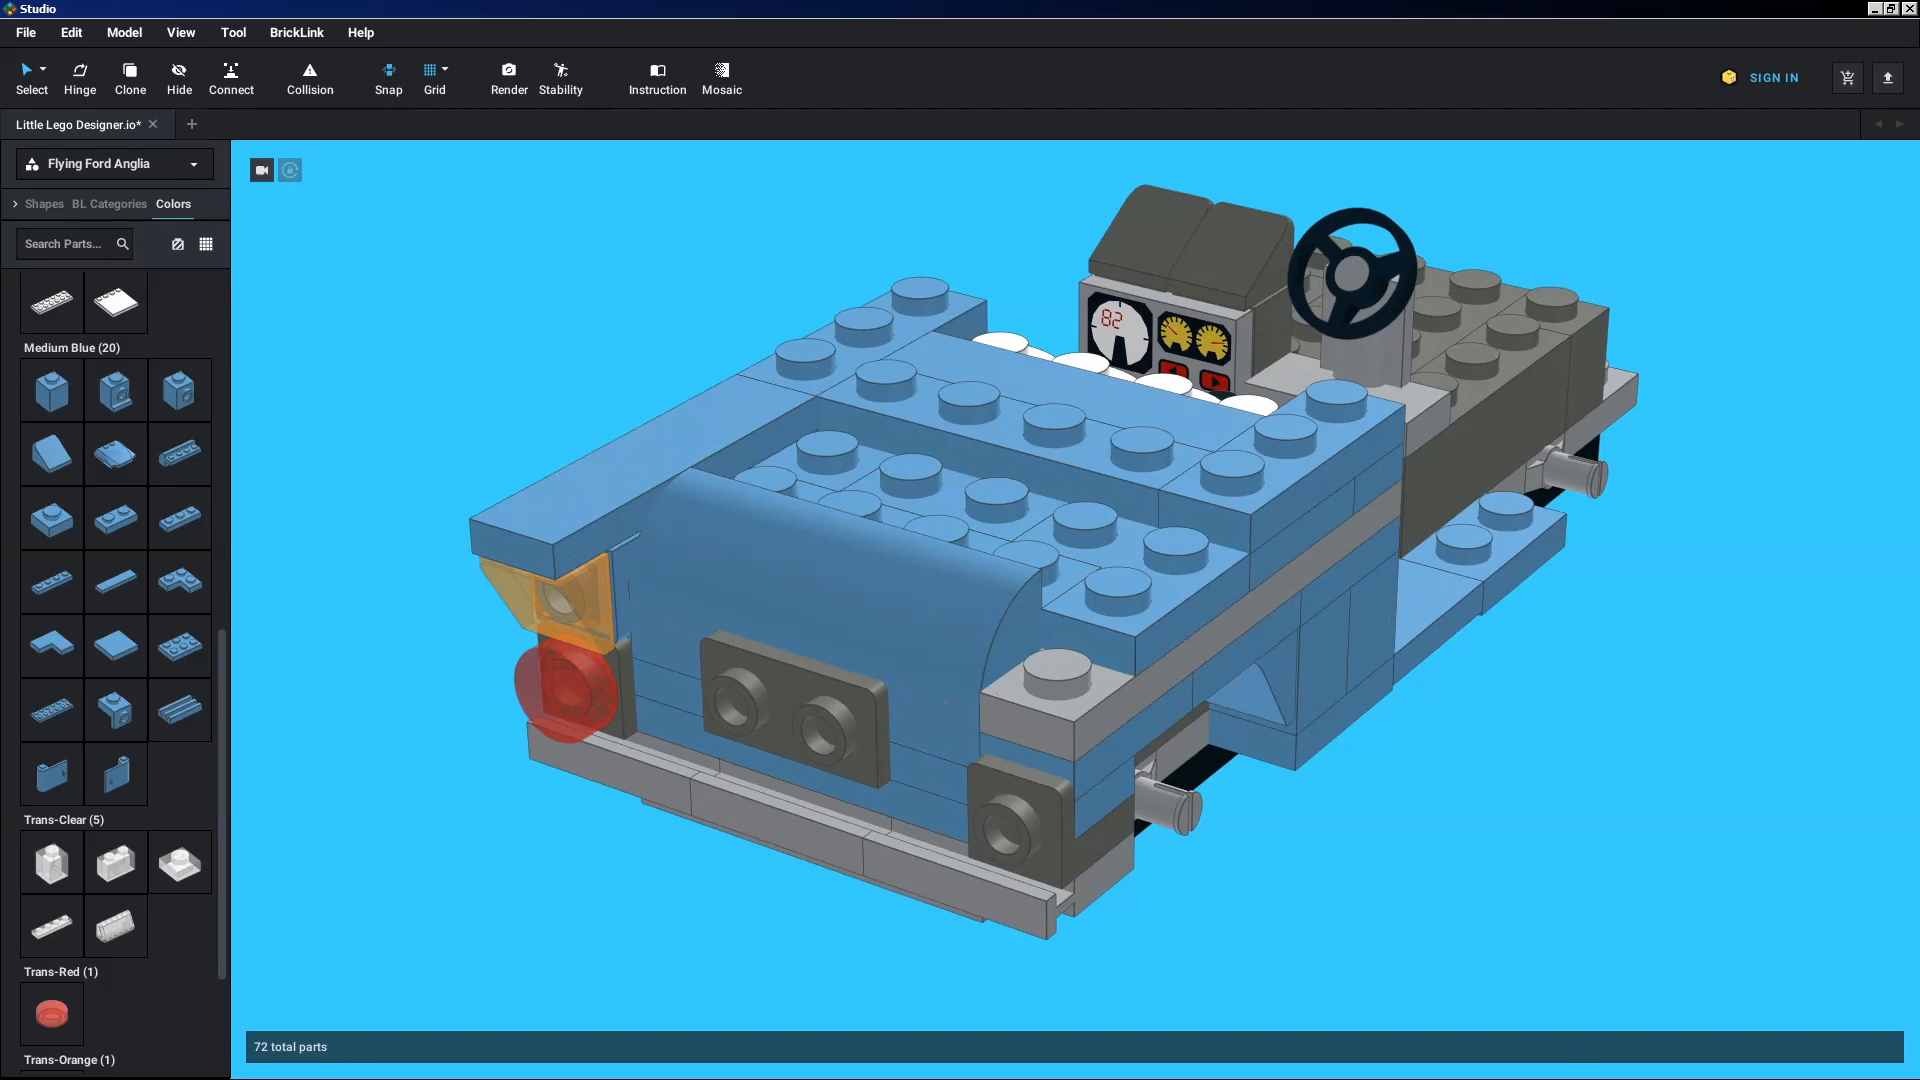 Studio
File Edit Model View Tool BrickLink Help
Select Hinge Clone Hide Connect Collision Snap Grid Render Stability Instruction Mosaic SIGN IN
Little Lego Designer.io*
Flying Ford Anglia
Shapes BL Categories Colors
Search Parts...
Medium Blue (20)
82
Trans-Clear (5)
Trans-Red (1)
Trans-Orange (1)
72 total parts